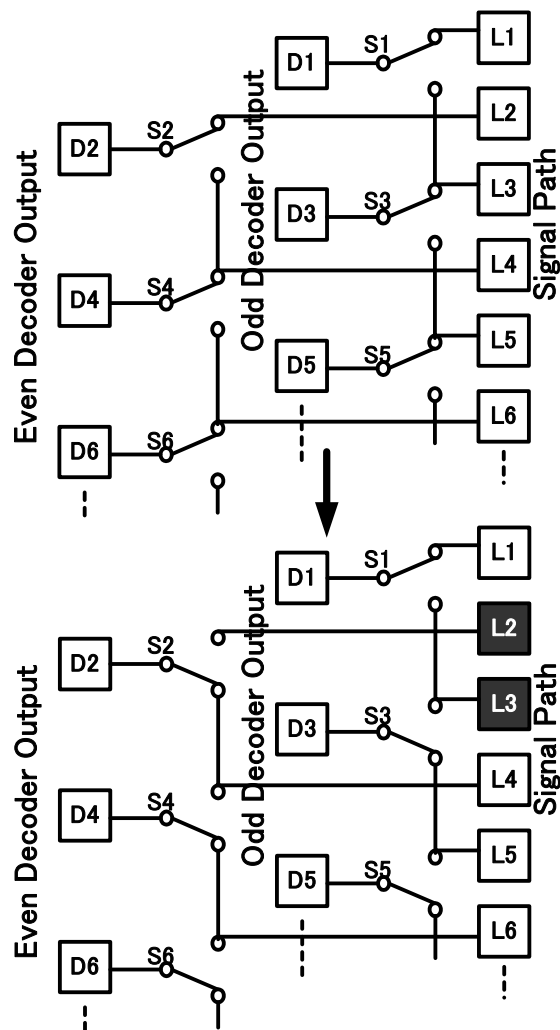 S1
L1
D1
S2
L2
D2
S3
L3
D3
S4
L4
D4
S5
L5
D5
S6
L6
D6
Even Decoder Output
Odd Decoder Output
Signal Path
S1
L1
D1
S2
L2
D2
S3
L3
D3
S4
L4
D4
S5
L5
D5
S6
L6
D6
Even Decoder Output
Odd Decoder Output
Signal Path